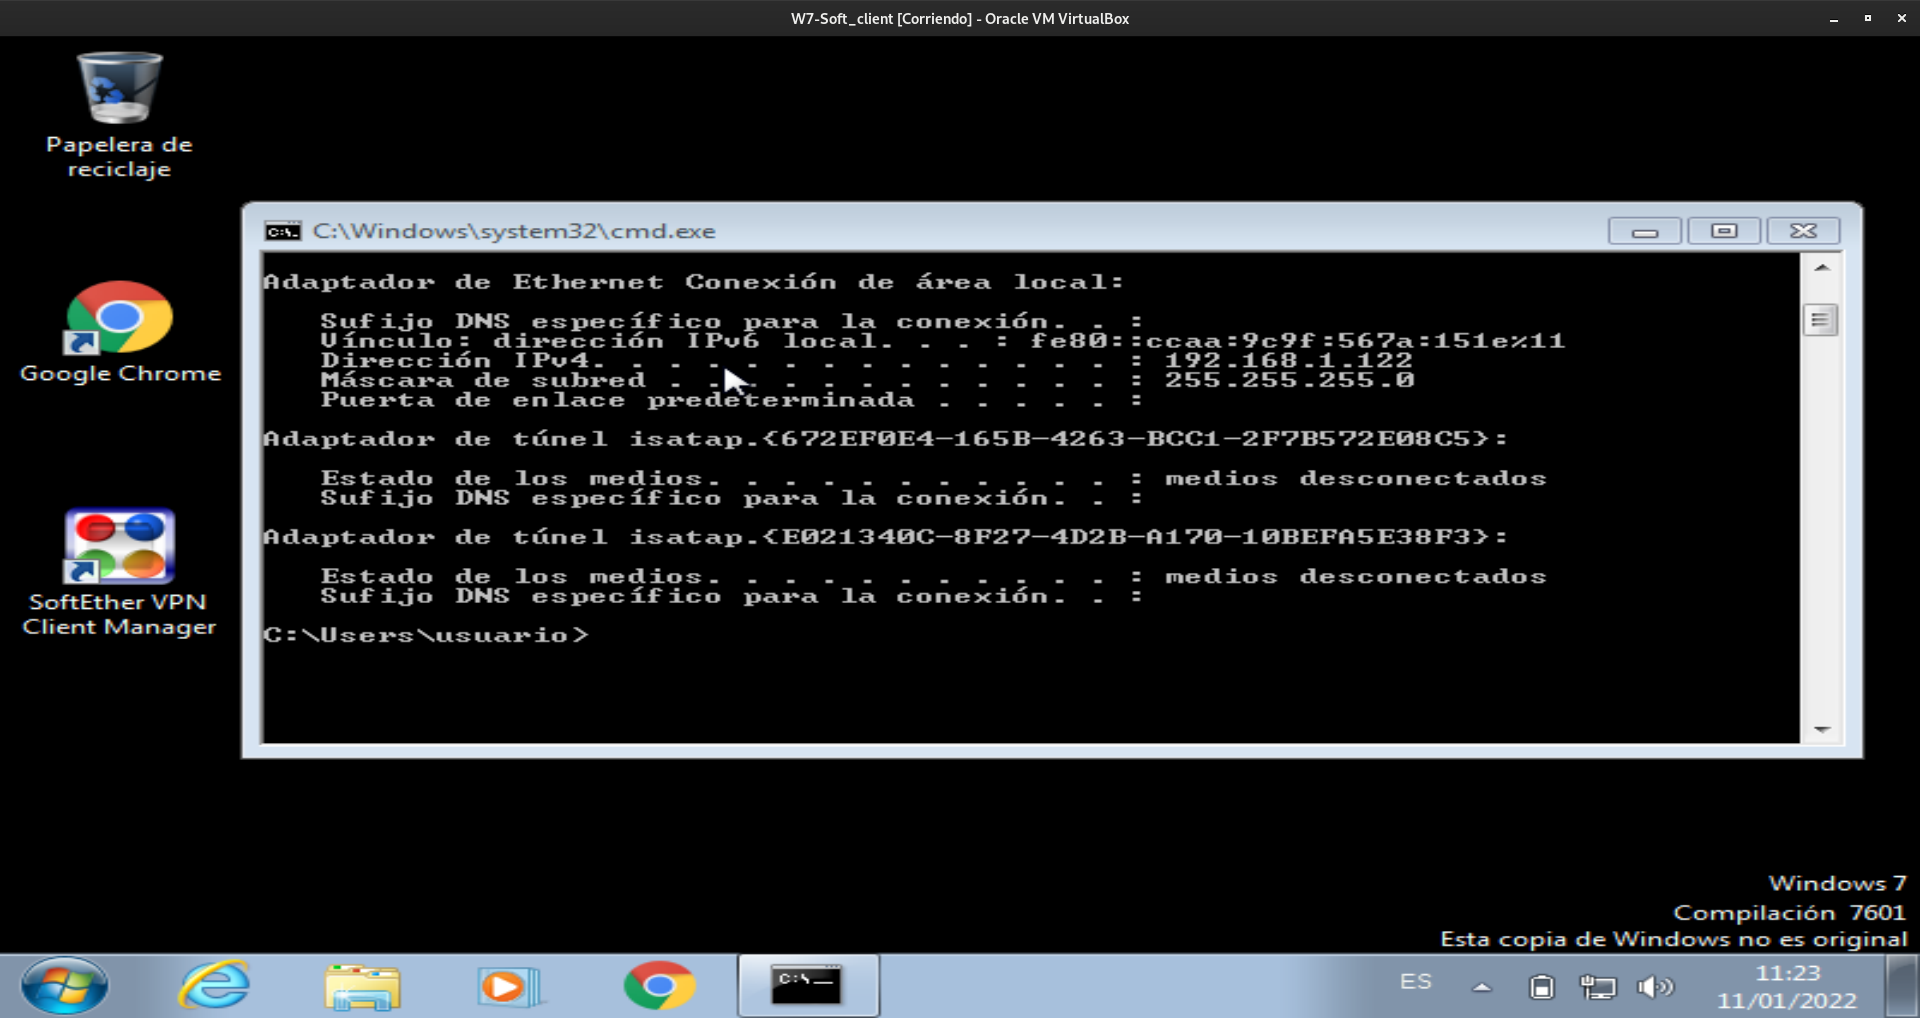 W7-Soft_client [Corriendo] - Oracle VM VirtualBox
Papelera de
reciclaje
Google Chrome
SoftEther VPN
Client Manager
C:\Windows\system32\cmd.exe
Adaptador de Ethernet Conexión de área local:
Sufijo DNS específico para la conexión. . :
Vínculo: dirección IPv6 local. . . : fe80::ccaa:9c9f:567a:151e%11
Dirección IPv4. . . . . . . . . . . . . . : 192.168.1.122
Máscara de subred . . . . . . . . . . . . : 255.255.255.0
Puerta de enlace predeterminada . . . . . :
Adaptador de túnel isatap.{672EF0E4-165B-4263-BCC1-2F7B572E08C5}:
Estado de los medios. . . . . . . . . . . : medios desconectados
Sufijo DNS específico para la conexión. . :
Adaptador de túnel isatap.{E021340C-8F27-4D2B-A170-10BEFA5E38F3}:
Estado de los medios. . . . . . . . . . . : medios desconectados
Sufijo DNS específico para la conexión. . :
C:\Users\usuario>
Windows 7
Compilación 7601
Esta copia de Windows no es original
ES
11:23
11/01/2022